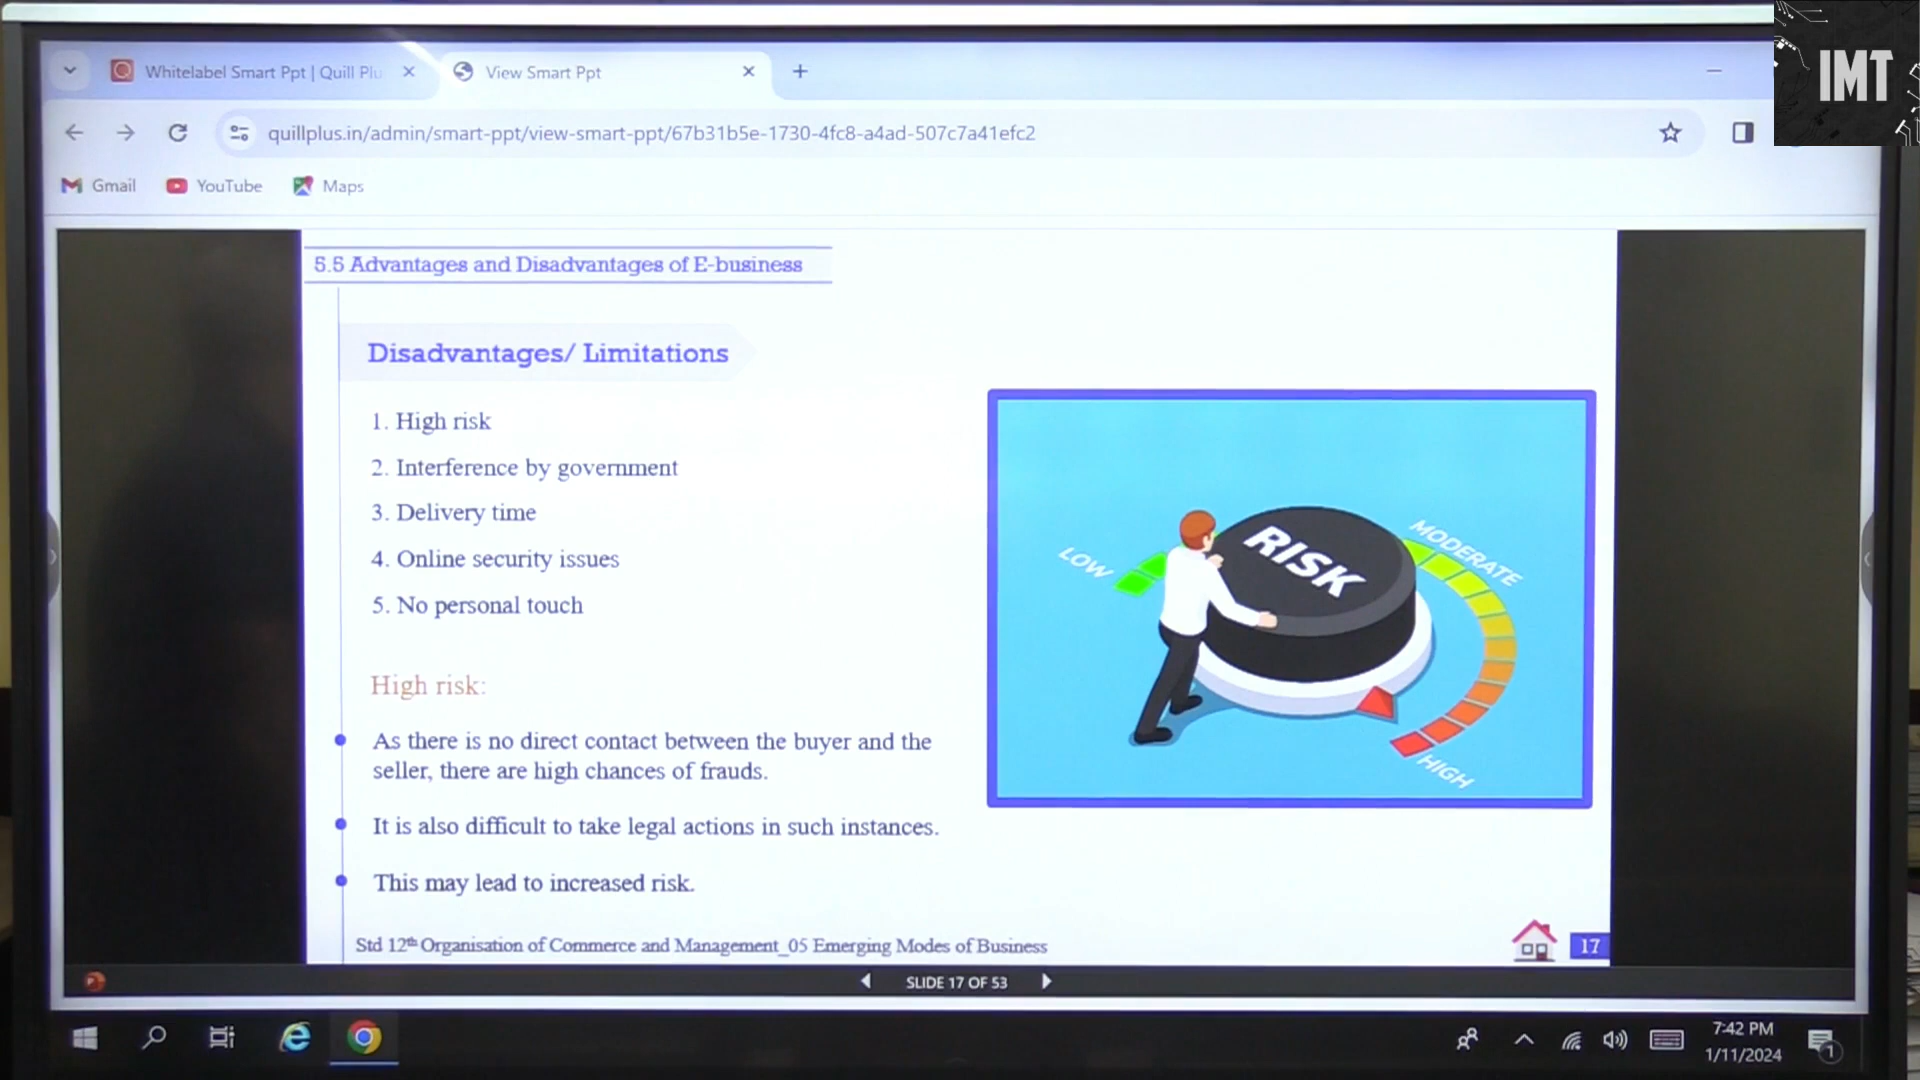 IMT
Whitelabel Smart Ppt | Quill Plu
View Smart Ppt
quillplus.in/admin/smart-ppt/view-smart-ppt/67b31b5e-1730-4fc8-a4ad-507c7a41efc2
Gmail
YouTube
Maps
5.5 Advantages and Disadvantages of E-business
Disadvantages/ Limitations
1. High risk
2. Interference by government
3. Delivery time
4. Online security issues
5. No personal touch
High risk:
As there is no direct contact between the buyer and the
seller, there are high chances of frauds.
It is also difficult to take legal actions in such instances.
This may lead to increased risk.
LOW
RISK
MODERATE
HIGH
Std 12th Organisation of Commerce and Management_05 Emerging Modes of Business
17
SLIDE 17 OF 53
7:42 PM
1/11/2024
1